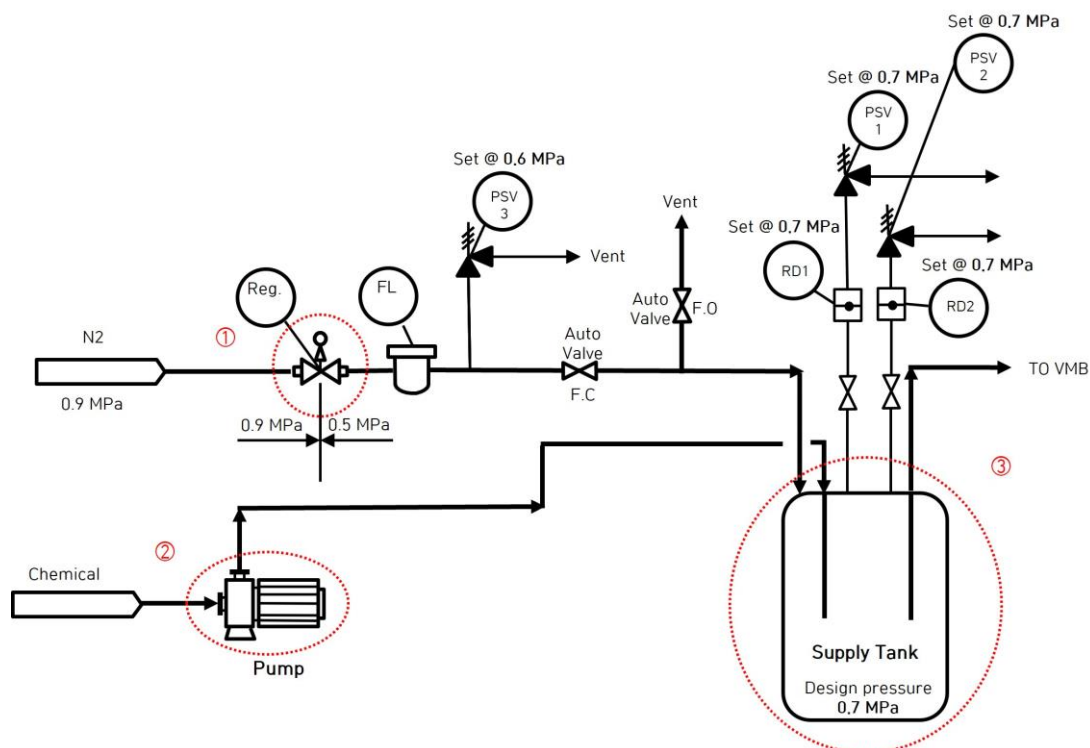 Set @ 0.7 MPa
PSV
2
Set @ 0.7 MPa
PSV
1
Set @ 0.6 MPa
PSV
3
Vent
Vent
Set @ 0.7 MPa
RD1
Set @ 0.7 MPa
RD2
Reg.
FL
Auto
Valve
F.O
①
N2
0.9 MPa
Auto
Valve
F.C
TO VMB
0.9 MPa
0.5 MPa
③
②
Chemical
Pump
Supply Tank
Design pressure
0.7 MPa